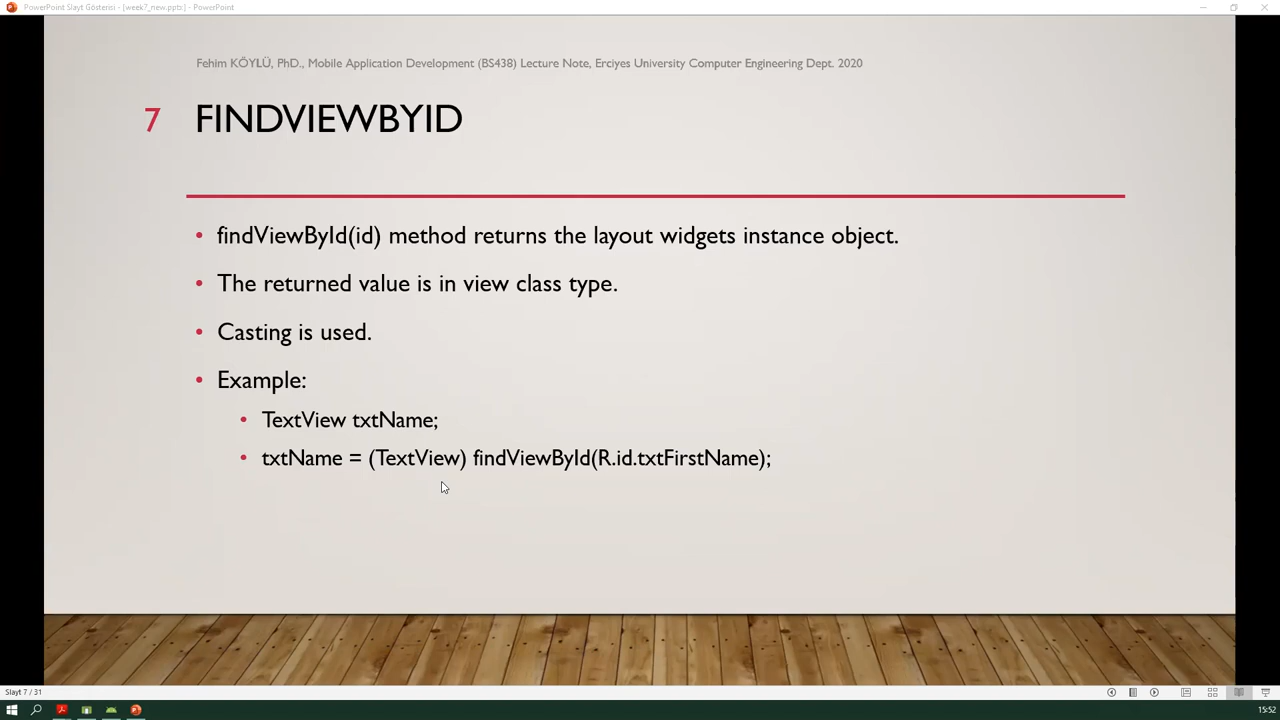 PowerPoint Slayt Gösterisi - [week7_new.pptx] - PowerPoint
Fehim KÖYLÜ, PhD., Mobile Application Development (BS438) Lecture Note, Erciyes University Computer Engineering Dept. 2020
7 FINDVIEWBYID
• findViewById(id) method returns the layout widgets instance object.
• The returned value is in view class type.
• Casting is used.
• Example:
• TextView txtName;
• txtName = (TextView) findViewById(R.id.txtFirstName);
Slayt 7 / 31
15:52